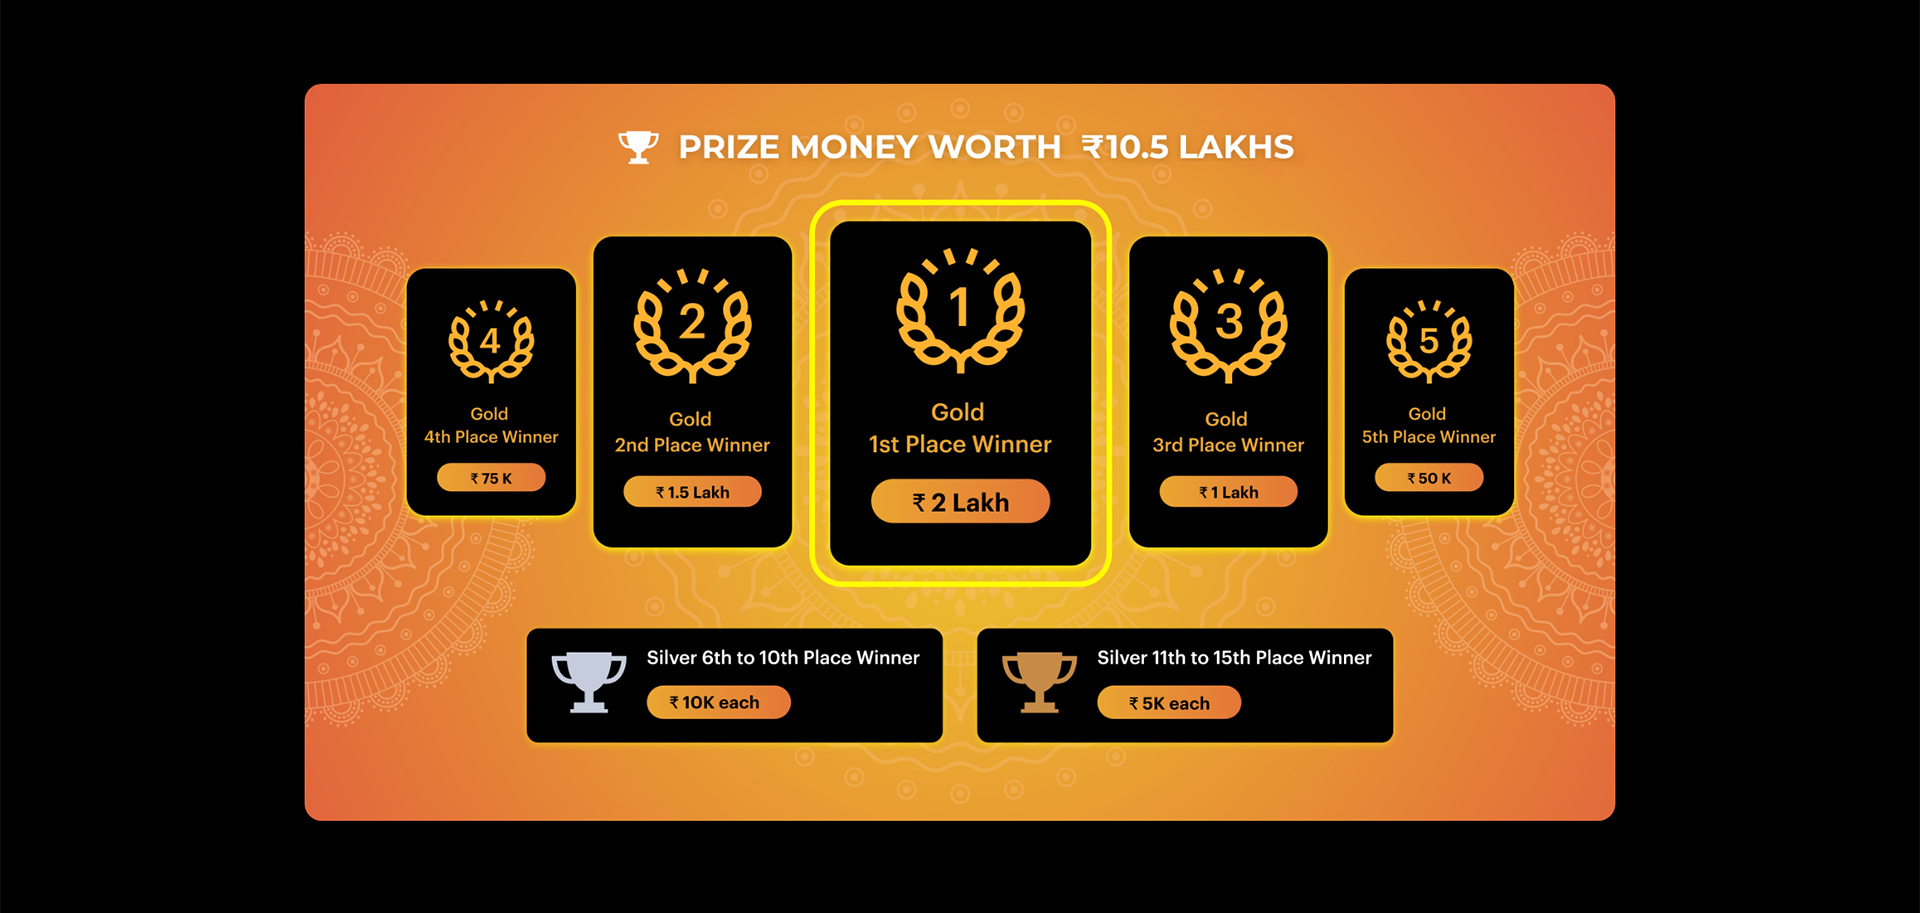 PRIZE MONEY WORTH ₹10.5 LAKHS
4
Gold
4th Place Winner
₹ 75 K
2
Gold
2nd Place Winner
₹ 1.5 Lakh
1
Gold
1st Place Winner
₹ 2 Lakh
3
Gold
3rd Place Winner
₹ 1 Lakh
5
Gold
5th Place Winner
₹ 50 K
Silver 6th to 10th Place Winner
₹ 10K each
Silver 11th to 15th Place Winner
₹ 5K each